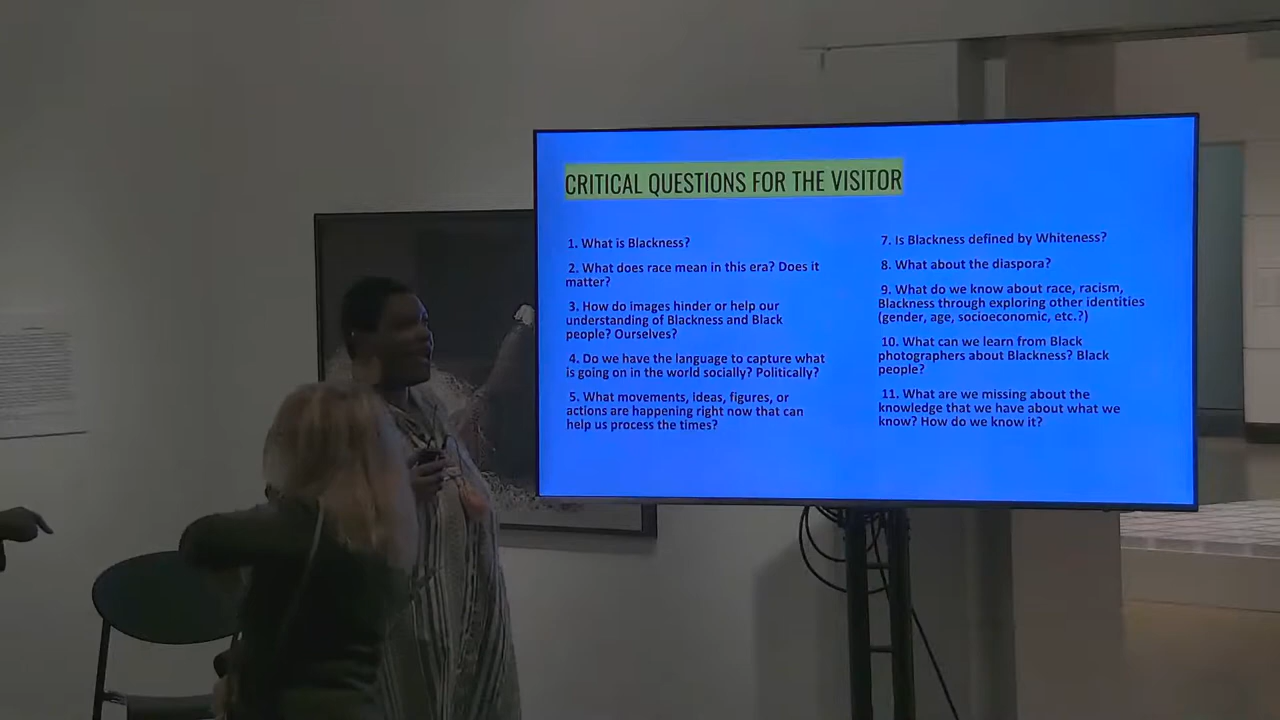 CRITICAL QUESTIONS FOR THE VISITOR
1. What is Blackness?
2. What does race mean in this era? Does it
matter?
3. How do images hinder or help our
understanding of Blackness and Black
people? Ourselves?
4. Do we have the language to capture what
is going on in the world socially? Politically?
5. What movements, ideas, figures, or
actions are happening right now that can
help us process the times?
7. Is Blackness defined by Whiteness?
8. What about the diaspora?
9. What do we know about race, racism,
Blackness through exploring other identities
(gender, age, socioeconomic, etc.?)
10. What can we learn from Black
photographers about Blackness? Black
people?
11. What are we missing about the
knowledge that we have about what we
know? How do we know it?